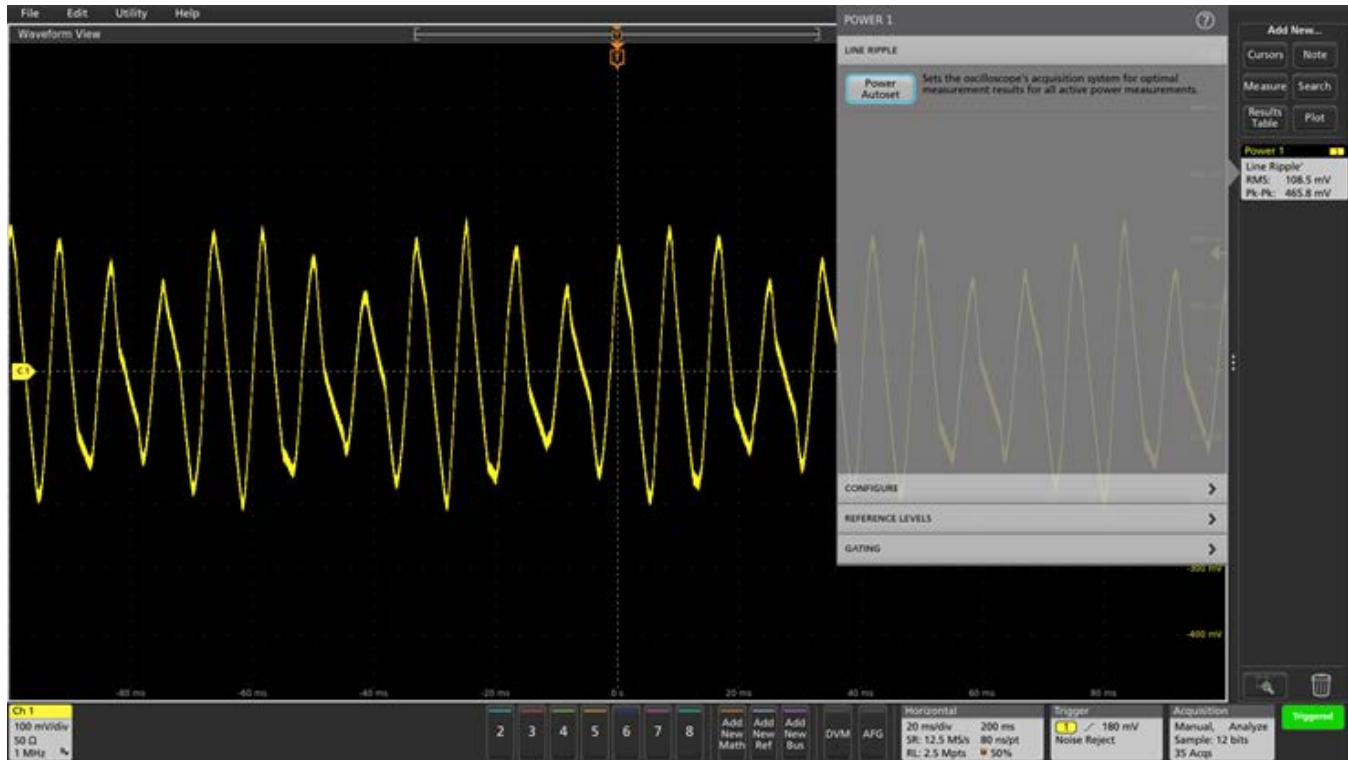 File Edit Utility Help
Waveform View
POWER 1
LINE RIPPLE
Power
Autoset
Sets the oscilloscope's acquisition system for optimal
measurement results for all active power measurements.
CONFIGURE
REFERENCE LEVELS
GATING
Add New...
Cursors Note
Measure Search
Results
Table
Plot
Power 1 1
Line Ripple'
RMS: 108.5 mV
Pk-Pk: 465.8 mV
C1
-300 mV
-400 mV
-80 ms -60 ms -40 ms -20 ms 0 s 20 ms 40 ms 60 ms 80 ms
Ch 1
100 mV/div
50 Ω
1 MHz
2 3 4 5 6 7 8
Add
New
Math
Add
New
Ref
Add
New
Bus
DVM AFG
Horizontal
20 ms/div 200 ms
SR: 12.5 MS/s 80 ns/pt
RL: 2.5 Mpts 50%
Trigger
1 180 mV
Noise Reject
Acquisition
Manual, Analyze
Sample: 12 bits
35 Acqs
Triggered